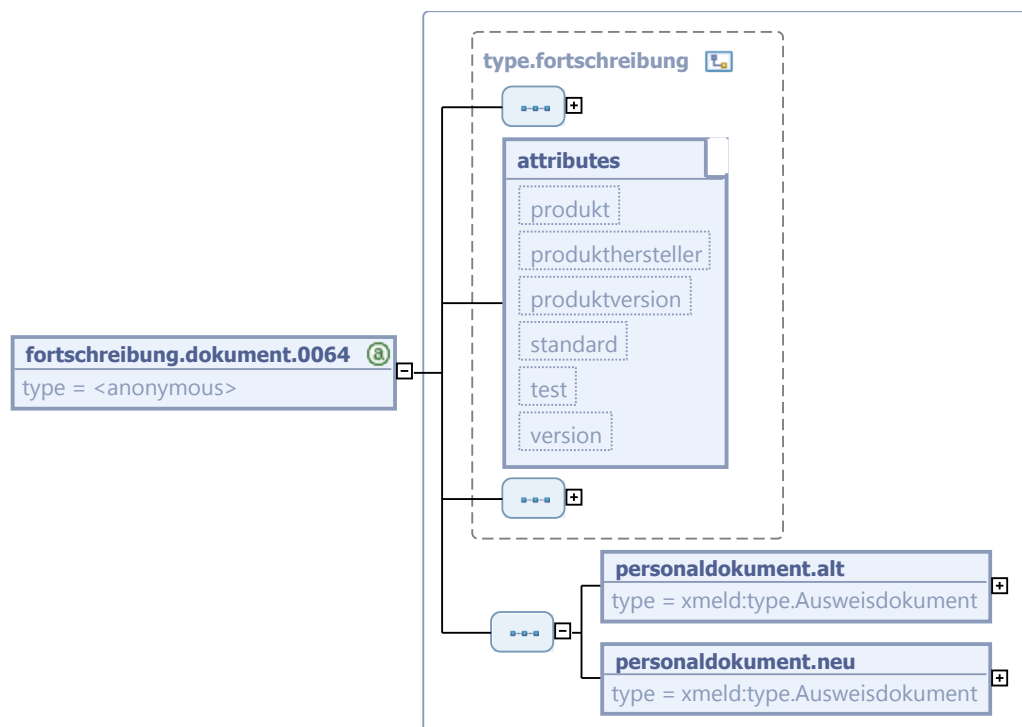 type.fortschreibung
attributes
produkt
produkthersteller
produktversion
standard
test
version
fortschreibung.dokument.0064 @
type = <anonymous>
personaldokument.alt
type = xmeld:type.Ausweisdokument
personaldokument.neu
type = xmeld:type.Ausweisdokument